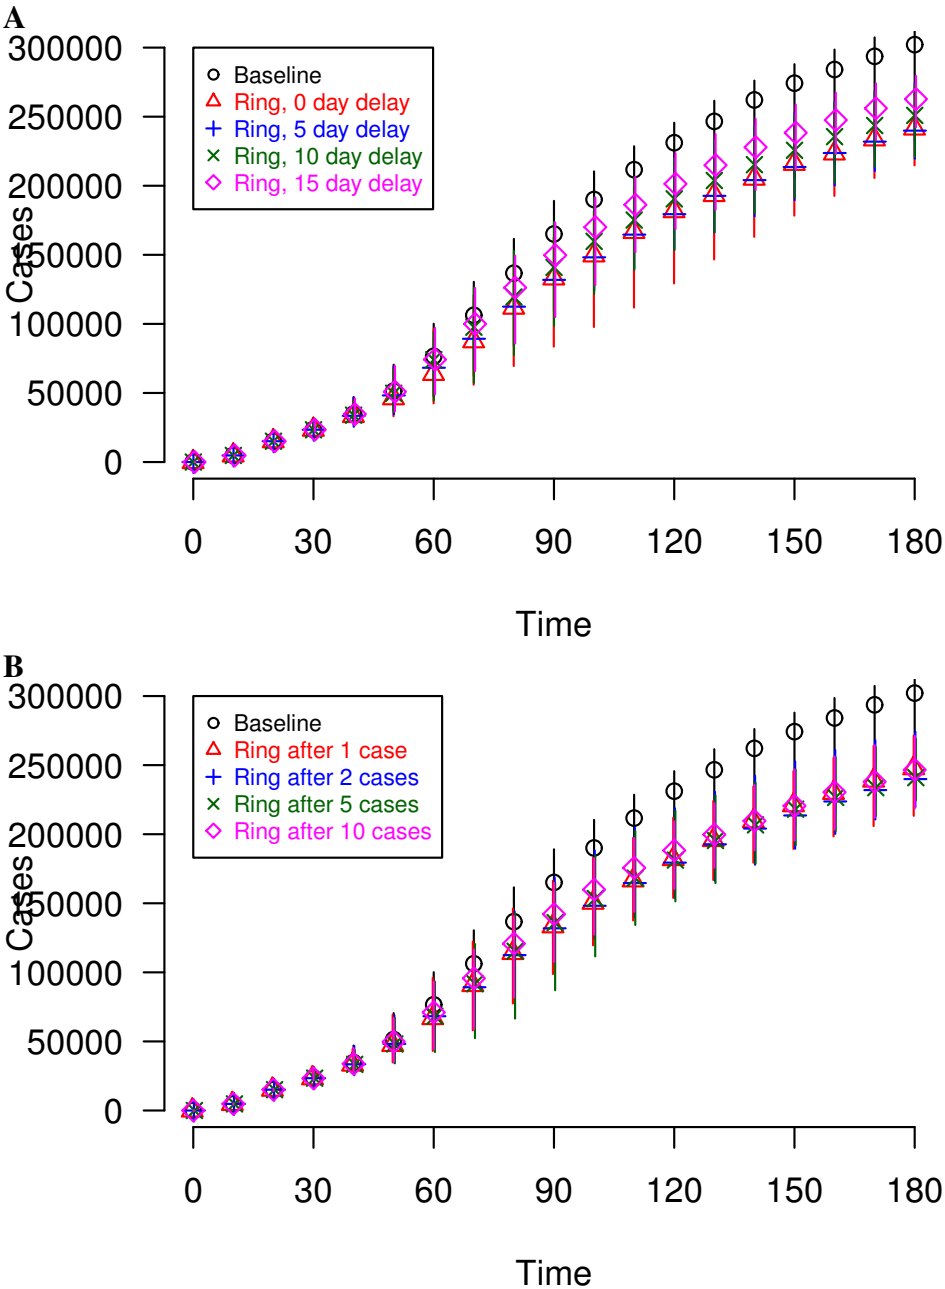 A
300000
250000
200000
150000
100000
50000
0
Cases
Baseline
Ring, 0 day delay
Ring, 5 day delay
Ring, 10 day delay
Ring, 15 day delay
0 30 60 90 120 150 180
Time
B
300000
250000
200000
150000
100000
50000
0
Cases
Baseline
Ring after 1 case
Ring after 2 cases
Ring after 5 cases
Ring after 10 cases
0 30 60 90 120 150 180
Time